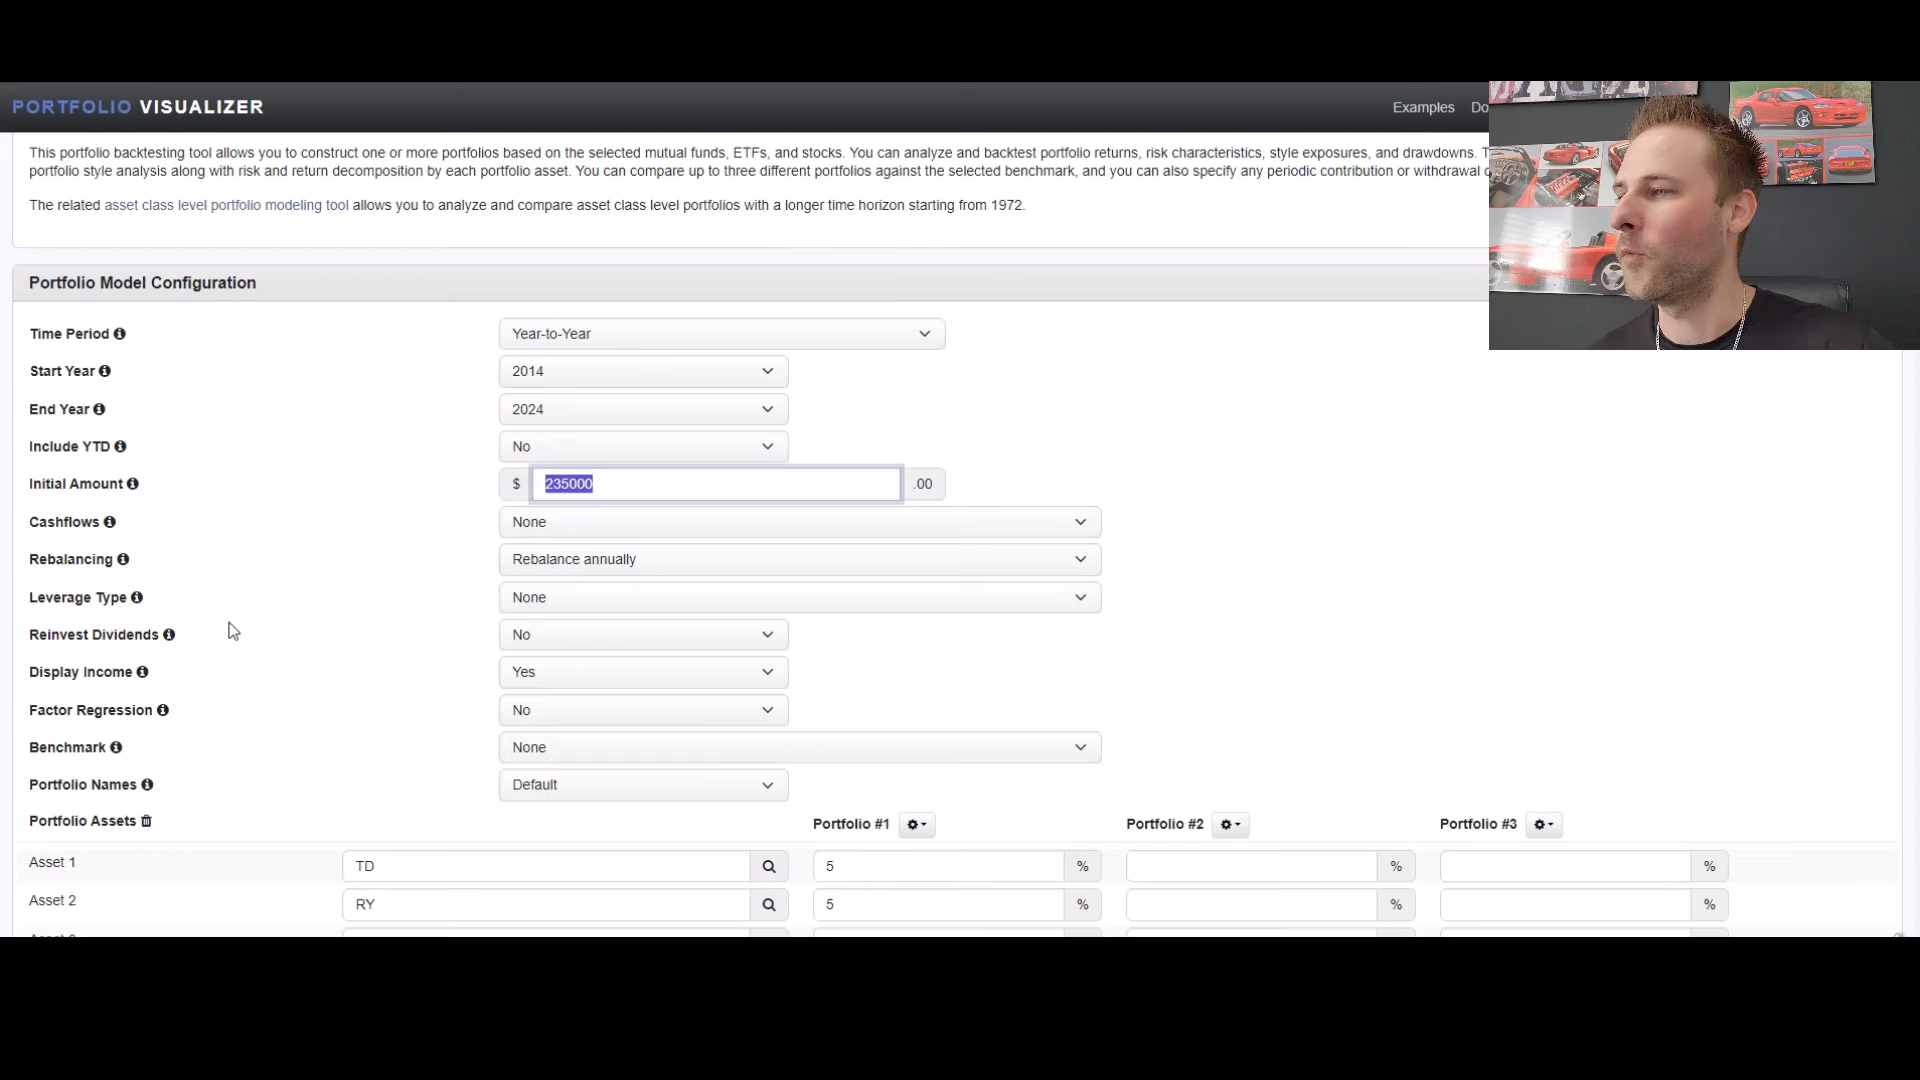 PORTFOLIO VISUALIZER
Examples Do
This portfolio backtesting tool allows you to construct one or more portfolios based on the selected mutual funds, ETFs, and stocks. You can analyze and backtest portfolio returns, risk characteristics, style exposures, and drawdowns.
portfolio style analysis along with risk and return decomposition by each portfolio asset. You can compare up to three different portfolios against the selected benchmark, and you can also specify any periodic contribution or withdrawal
The related asset class level portfolio modeling tool allows you to analyze and compare asset class level portfolios with a longer time horizon starting from 1972.
Portfolio Model Configuration
Time Period Year-to-Year
Start Year 2014
End Year 2024
Include YTD No
Initial Amount $ 235000 .00
Cashflows None
Rebalancing Rebalance annually
Leverage Type None
Reinvest Dividends No
Display Income Yes
Factor Regression No
Benchmark None
Portfolio Names Default
Portfolio Assets Portfolio #1 Portfolio #2 Portfolio #3
Asset 1 TD 5 % % %
Asset 2 RY 5 % % %